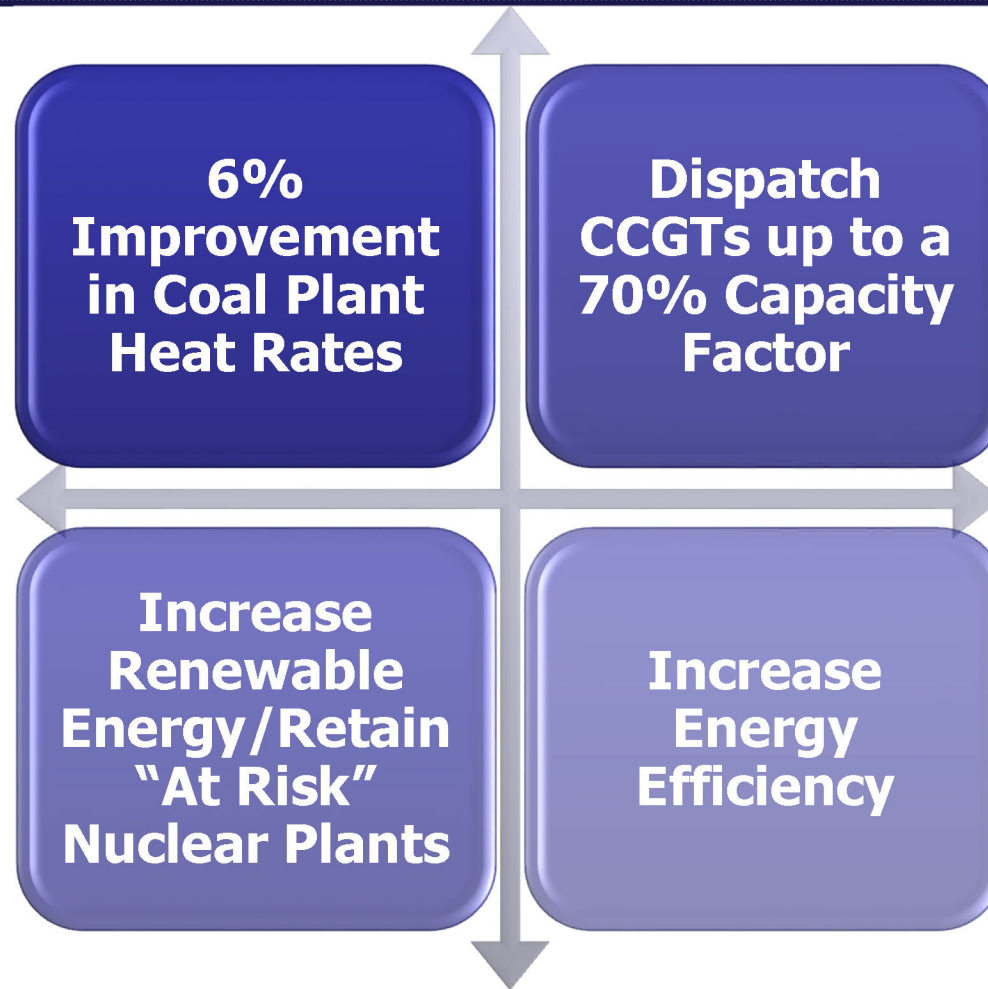 6%
Improvement
in Coal Plant
Heat Rates
Dispatch
CCGTs up to a
70% Capacity
Factor
Increase
Renewable
Energy/Retain
“At Risk”
Nuclear Plants
Increase
Energy
Efficiency